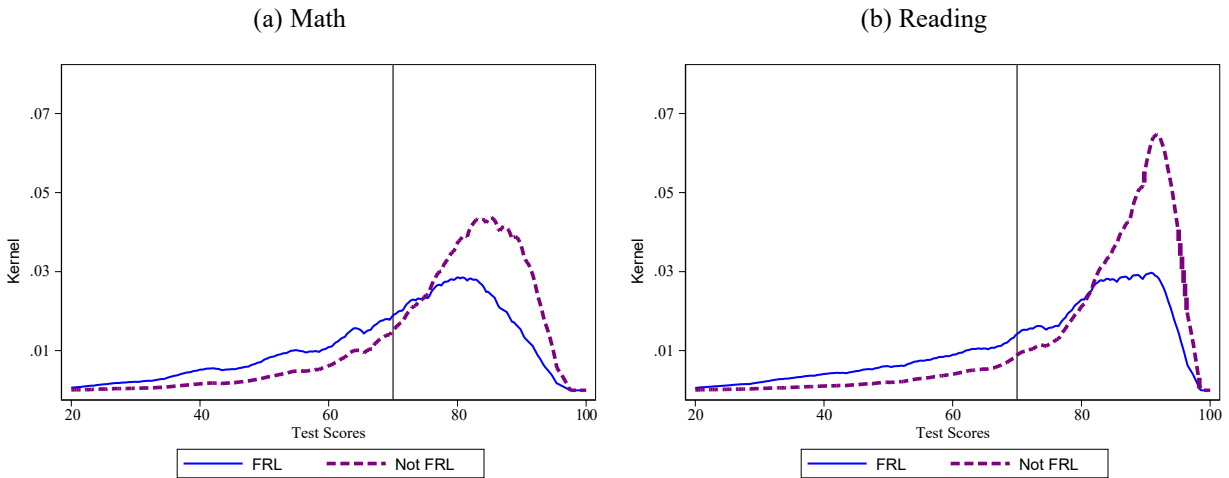 (a) Math
Kernel
.07
.05
.03
.01
20 40 60 80 100
Test Scores
FRL Not FRL
(b) Reading
Kernel
.07
.05
.03
.01
20 40 60 80 100
Test Scores
FRL Not FRL